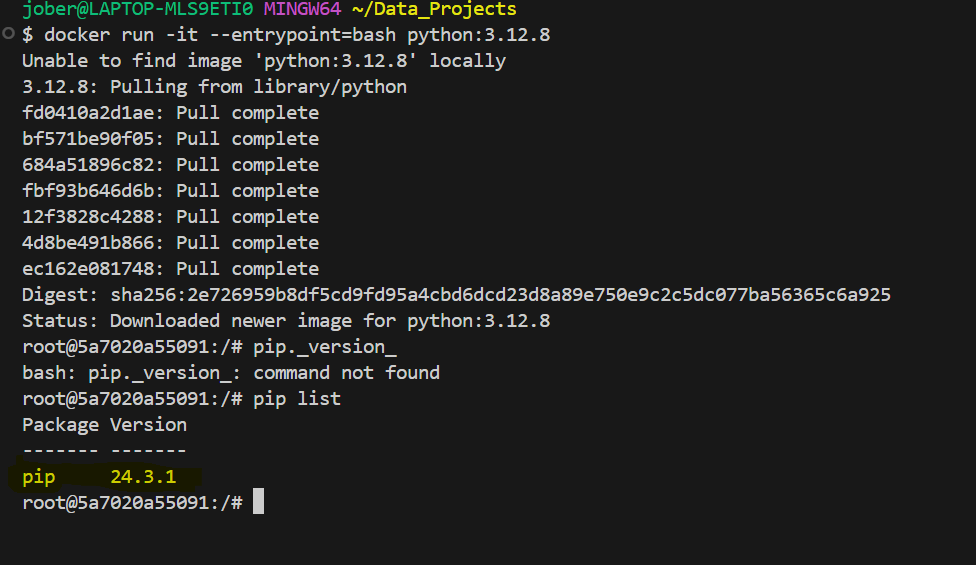 jober@LAPTOP-MLS9ETI0 MINGW64 ~/Data_Projects
$ docker run -it --entrypoint=bash python:3.12.8
Unable to find image 'python:3.12.8' locally
3.12.8: Pulling from library/python
fd0410a2d1ae: Pull complete
bf571be90f05: Pull complete
684a51896c82: Pull complete
fbf93b646d6b: Pull complete
12f3828c4288: Pull complete
4d8be491b866: Pull complete
ec162e081748: Pull complete
Digest: sha256:2e726959b8df5cd9fd95a4cbd6dcd23d8a89e750e9c2c5dc077ba56365c6a925
Status: Downloaded newer image for python:3.12.8
root@5a7020a55091:/# pip._version_
bash: pip._version_: command not found
root@5a7020a55091:/# pip list
Package Version
------- -------
pip     24.3.1
root@5a7020a55091:/#